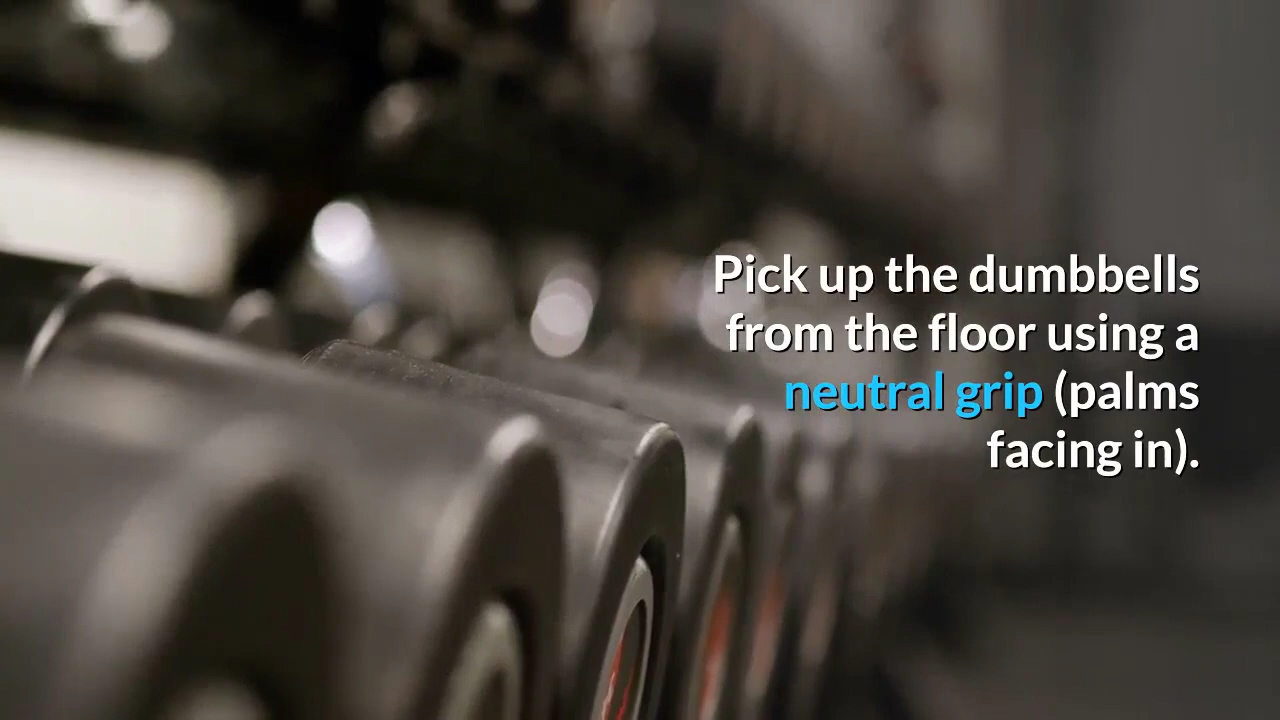 Pick up the dumbbells
from the floor using a
neutral grip (palms
facing in).